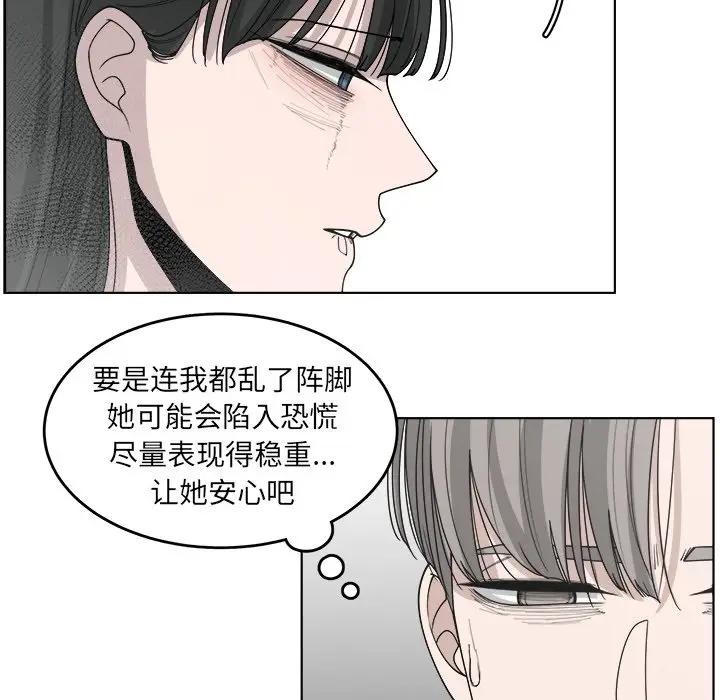 要是连我都乱了阵脚
她可能会陷入恐慌
尽量表现得稳重...
让她安心吧